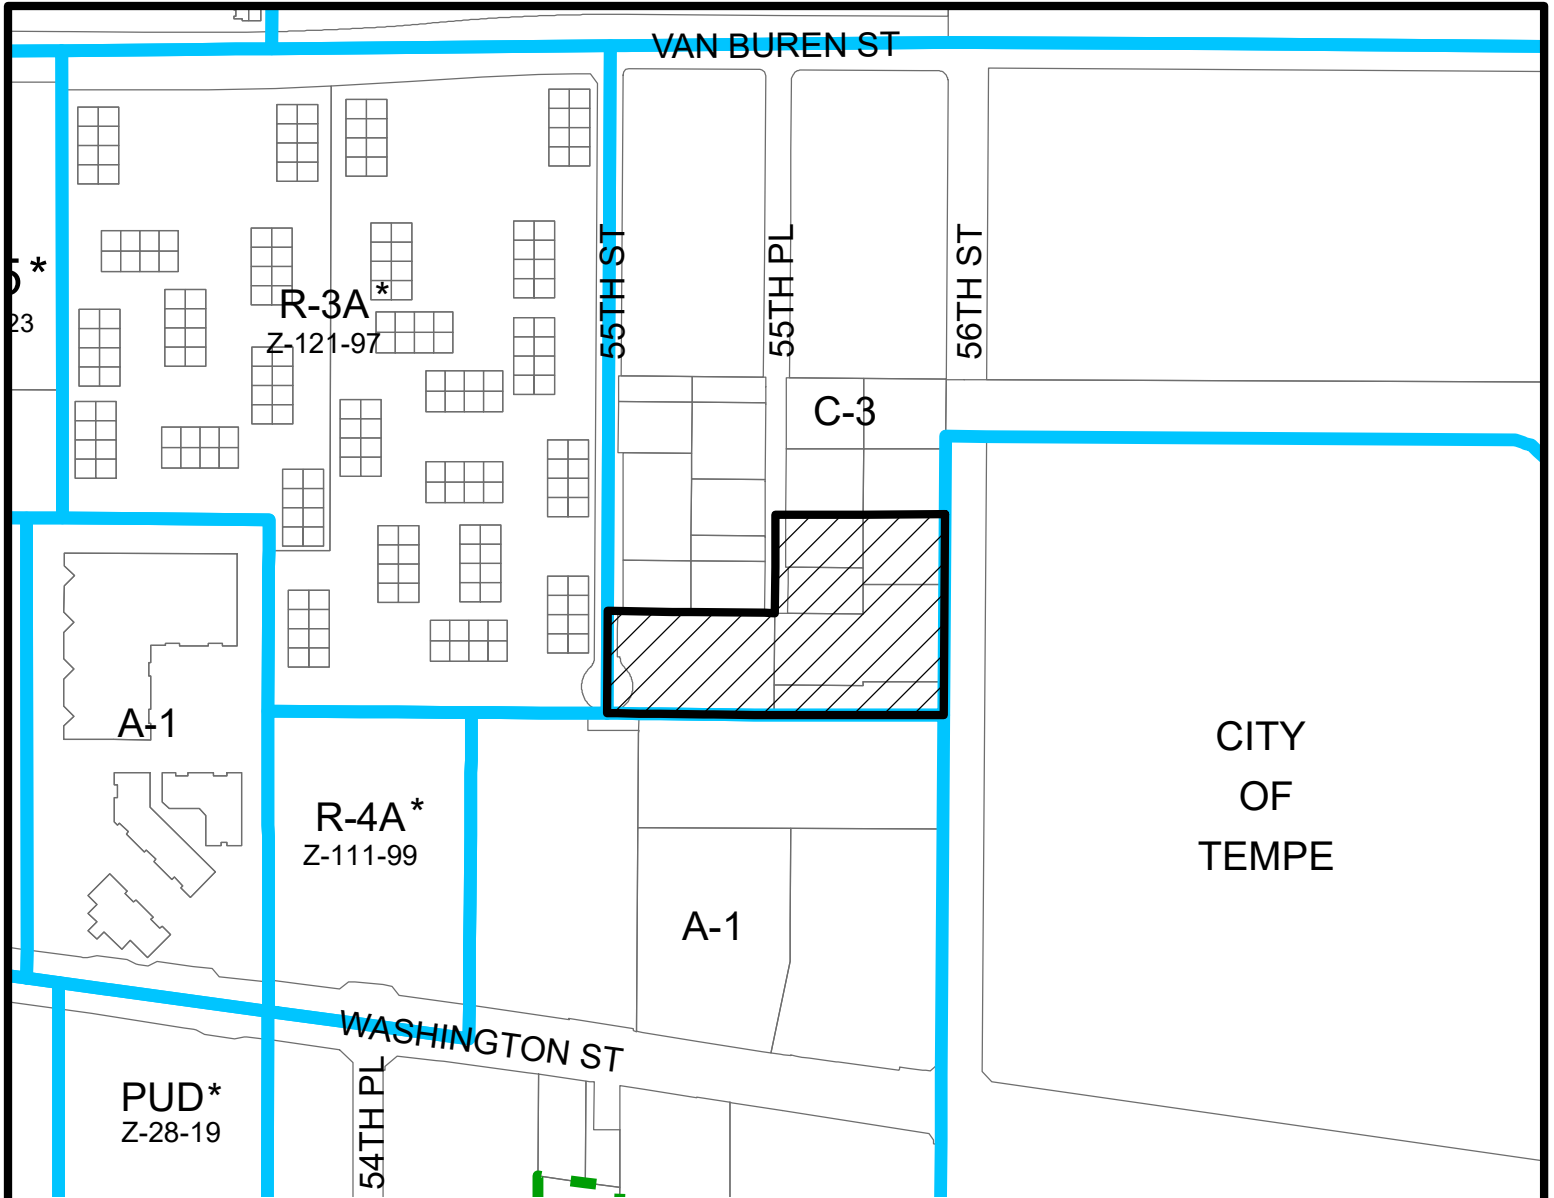 VAN BUREN ST
55TH ST
55TH PL
56TH ST
5*
23
R-3A*
Z-121-97
C-3
A-1
R-4A*
Z-111-99
A-1
CITY
OF
TEMPE
WASHINGTON ST
54TH PL
PUD*
Z-28-19